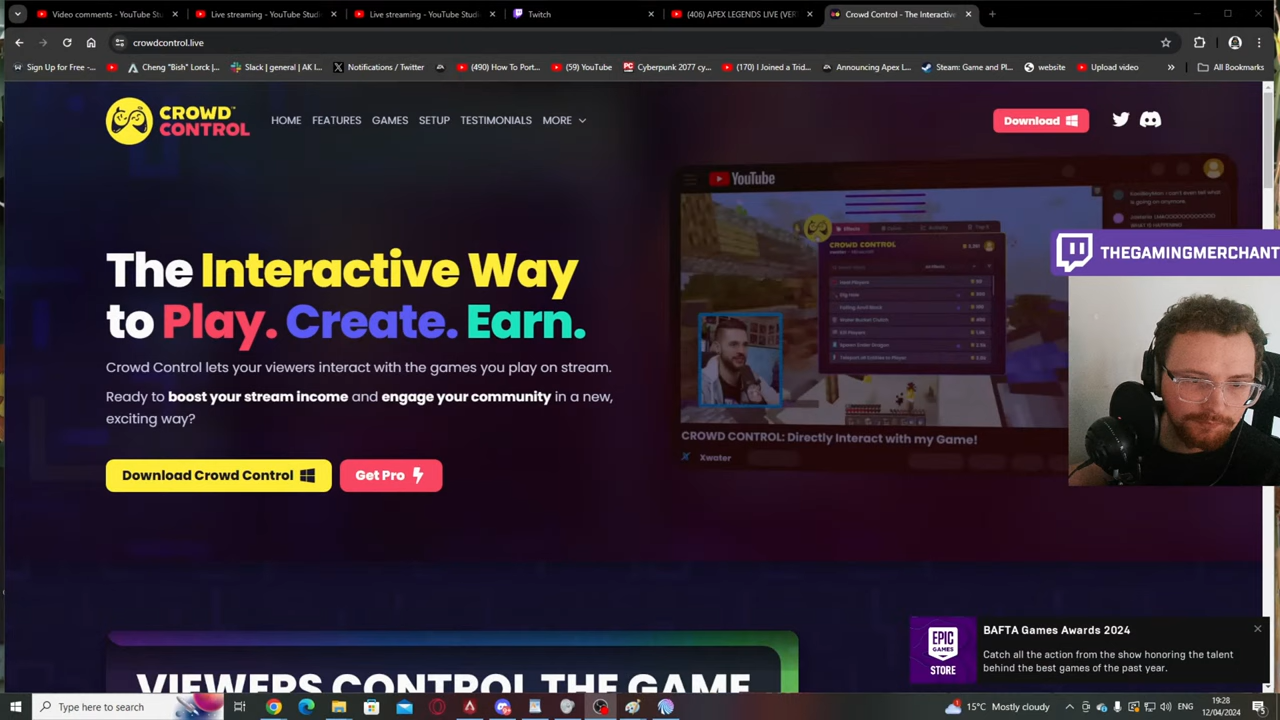 Video comments - YouTube Stu
Live streaming - YouTube Studi
Live streaming - YouTube Studi
Twitch
(406) APEX LEGENDS LIVE (VER
Crowd Control - The Interactive
crowdcontrol.live
Sign Up for Free -...
Cheng "Bish" Lorck |...
Slack | general | AK I...
Notifications / Twitter
(490) How To Port...
(59) YouTube
Cyberpunk 2077 cy...
(170) I Joined a Trid...
Announcing Apex L...
Steam: Game and Pl...
website
Upload video
All Bookmarks
CROWD CONTROL
HOME
FEATURES
GAMES
SETUP
TESTIMONIALS
MORE
Download
YouTube
CROWD CONTROL
THEGAMINGMERCHANT
The Interactive Way
to Play. Create. Earn.
Crowd Control lets your viewers interact with the games you play on stream.
Ready to boost your stream income and engage your community in a new,
exciting way?
CROWD CONTROL: Directly Interact with my Game!
Xwater
Download Crowd Control
Get Pro
EPIC GAMES
STORE
BAFTA Games Awards 2024
Catch all the action from the show honoring the talent
behind the best games of the past year.
VIEWERS CONTROL THE GAME
Type here to search
15°C Mostly cloudy
19:28
12/04/2024